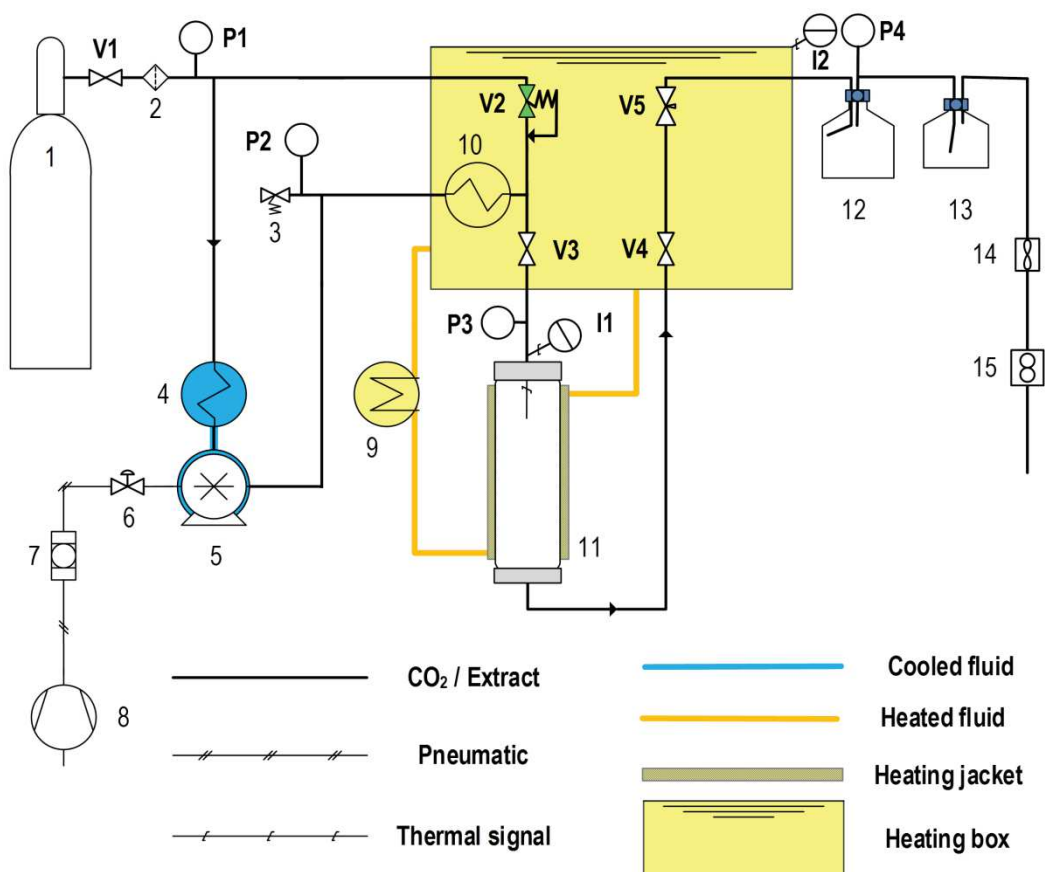 V1
P1
I2
P4
2
V2
V5
P2
10
1
12
13
3
V3
V4
14
P3
I1
15
4
9
6
11
7
5
CO₂ / Extract
Cooled fluid
8
Heated fluid
Pneumatic
Heating jacket
Thermal signal
Heating box